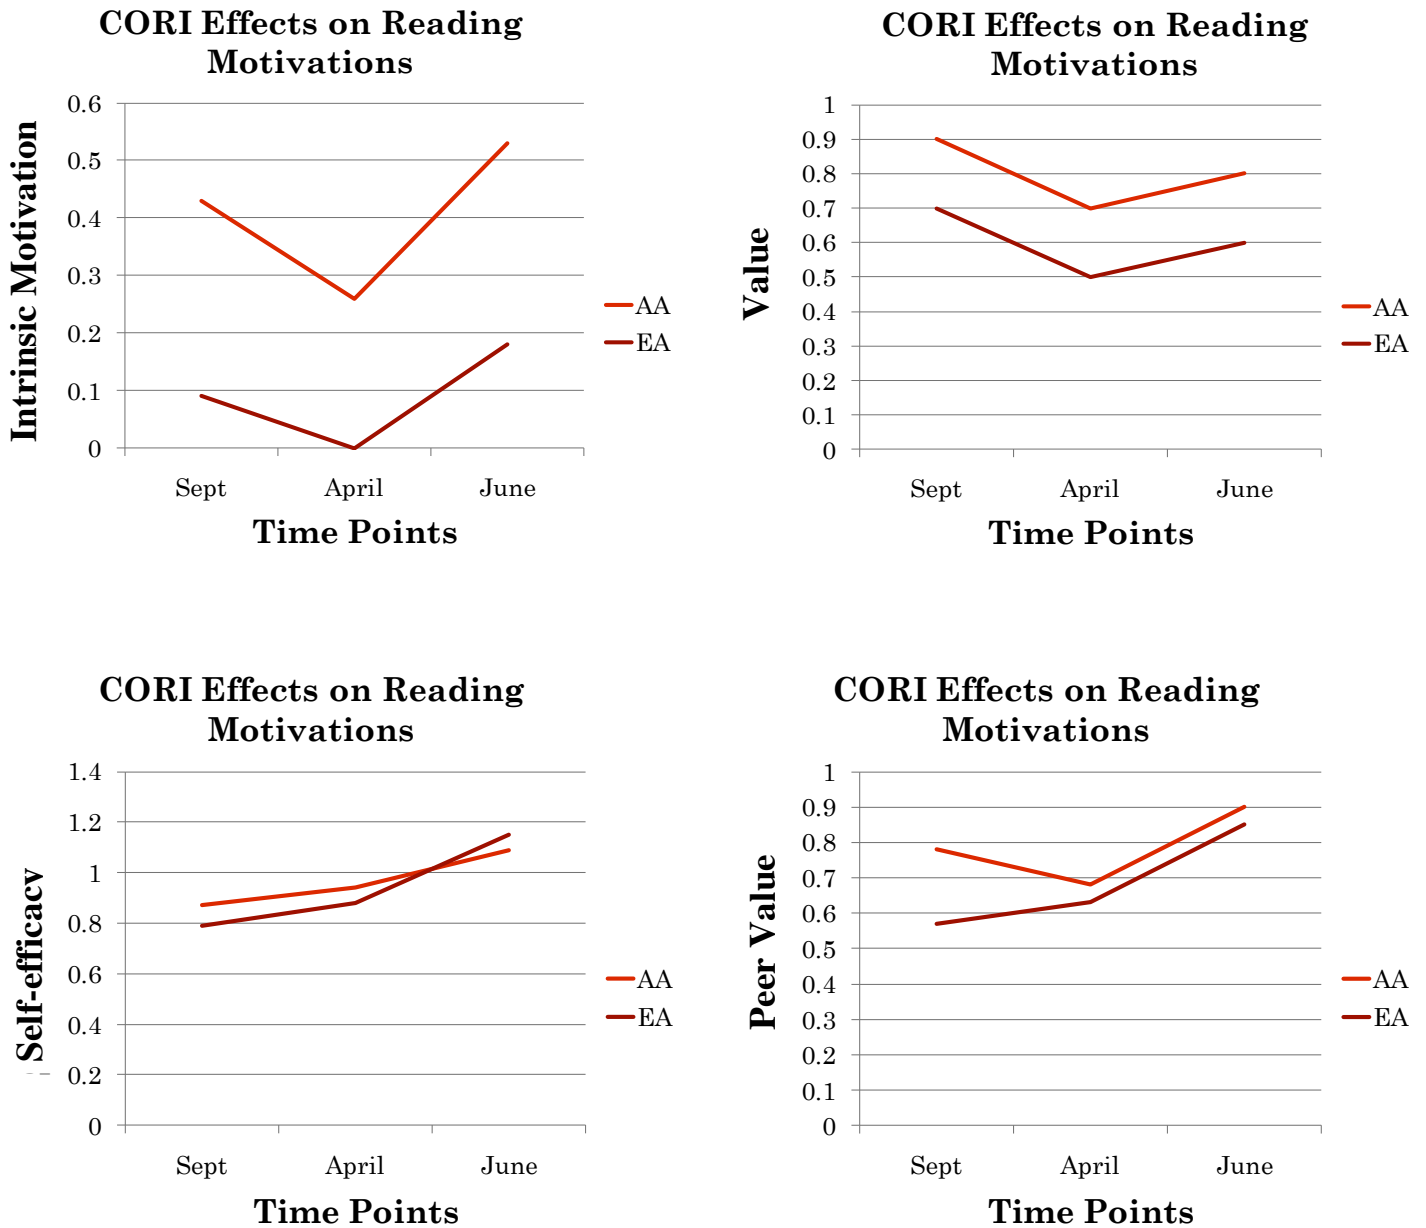 CORI Effects on Reading
Motivations
Intrinsic Motivation
0.6
0.5
0.4
0.3
0.2
0.1
0
Sept April June
Time Points
AA
EA
CORI Effects on Reading
Motivations
Value
1
0.9
0.8
0.7
0.6
0.5
0.4
0.3
0.2
0.1
0
Sept April June
Time Points
AA
EA
CORI Effects on Reading
Motivations
Self-efficacy
1.4
1.2
1
0.8
0.6
0.4
0.2
0
Sept April June
Time Points
AA
EA
CORI Effects on Reading
Motivations
Peer Value
1
0.9
0.8
0.7
0.6
0.5
0.4
0.3
0.2
0.1
0
Sept April June
Time Points
AA
EA